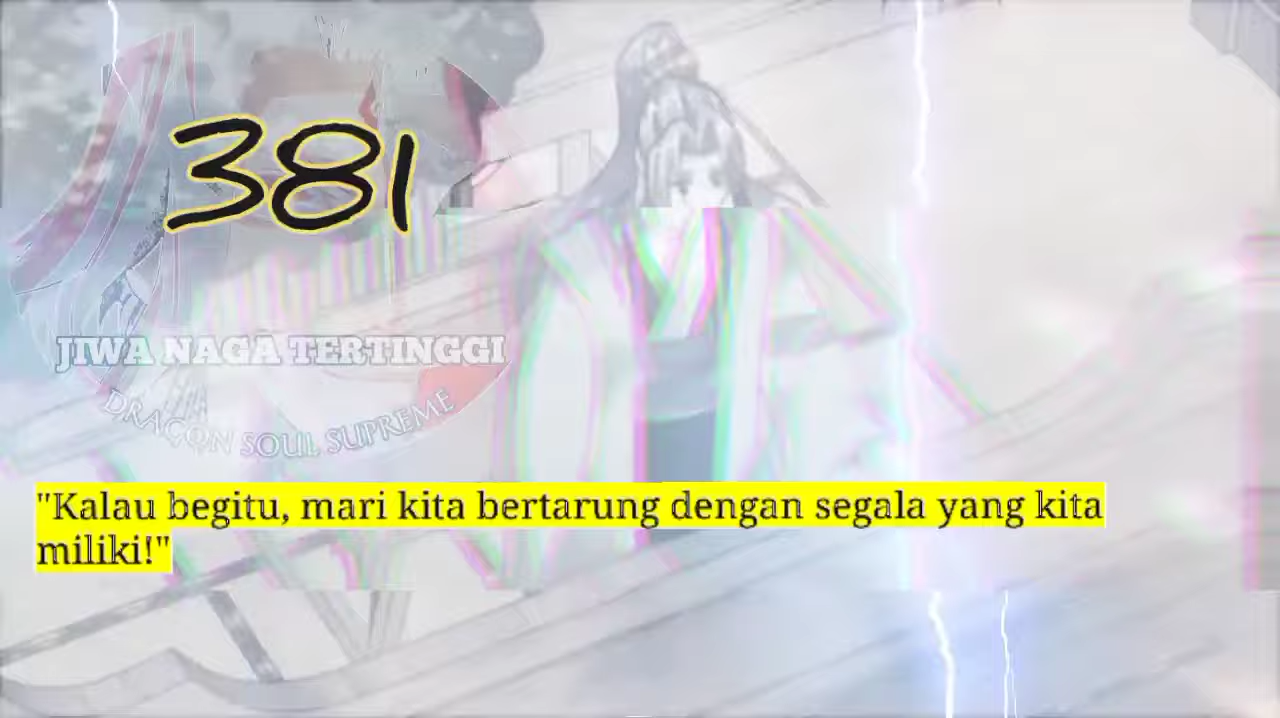 381
JIWA NAGA TERTINGGI
DRAGON SOUL SUPREME
"Kalau begitu, mari kita bertarung dengan segala yang kita
miliki!"